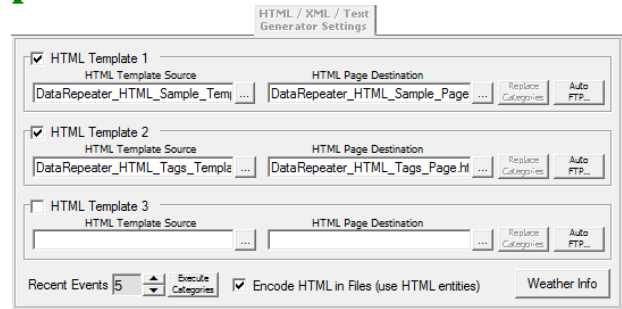 HTML / XML / Text
Generator Settings
HTML Template 1
HTML Template Source
HTML Page Destination
DataRepeater_HTML_Sample_Temp ...
DataRepeater_HTML_Sample_Page ...
Replace
Categories
Auto
FTP...
HTML Template 2
HTML Template Source
HTML Page Destination
DataRepeater_HTML_Tags_Templa ...
DataRepeater_HTML_Tags_Page.ht ...
Replace
Categories
Auto
FTP...
HTML Template 3
HTML Template Source
HTML Page Destination
...
...
Replace
Categories
Auto
FTP...
Recent Events 5
Execute
Categories
Encode HTML in Files (use HTML entities)
Weather Info